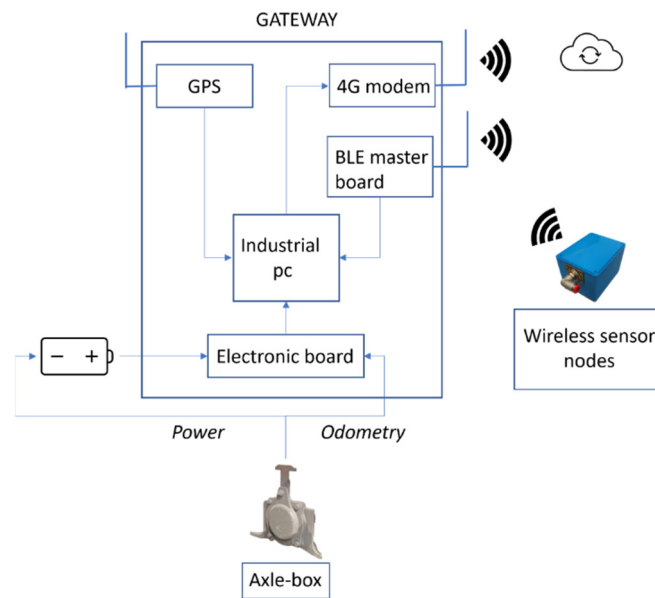 GATEWAY
GPS
4G modem
BLE master
board
Industrial
pc
Electronic board
Wireless sensor
nodes
Power
Odometry
Axle-box